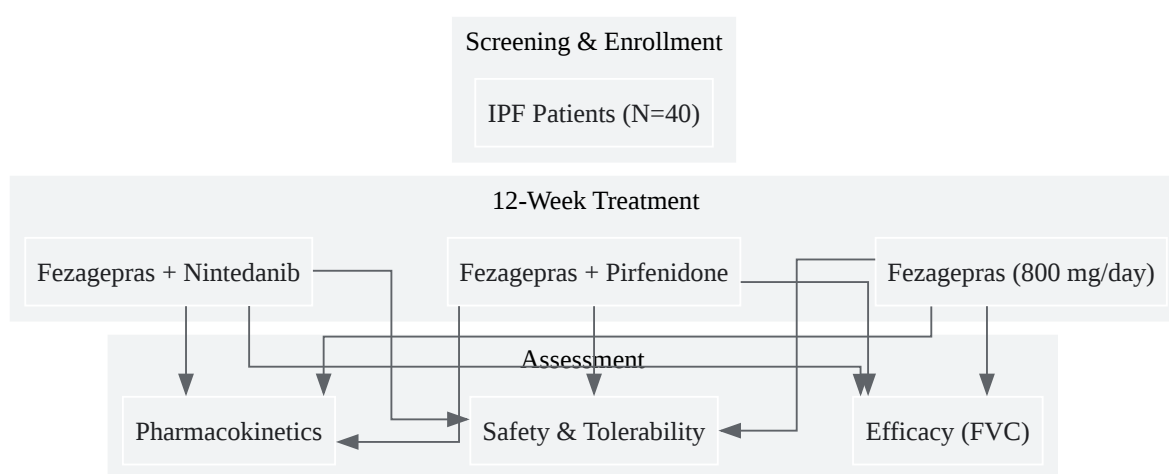 Screening & Enrollment
IPF Patients (N=40)
12-Week Treatment
Fezagepras + Nintedanib
Fezagepras + Pirfenidone
Fezagepras (800 mg/day)
Assessment
Pharmacokinetics
Safety & Tolerability
Efficacy (FVC)